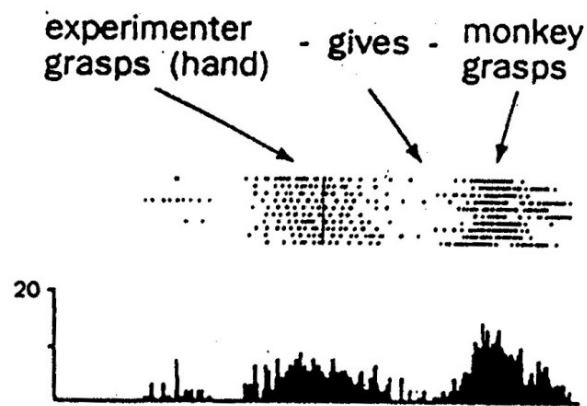 experimenter - gives - monkey
grasps (hand) grasps
20